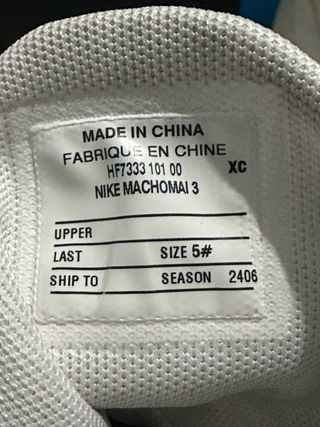 MADE IN CHINA
FABRIQUE EN CHINE
HF7333 101 00 XC
NIKE MACHOMAI 3
UPPER
LAST SIZE 5#
SHIP TO SEASON 2406